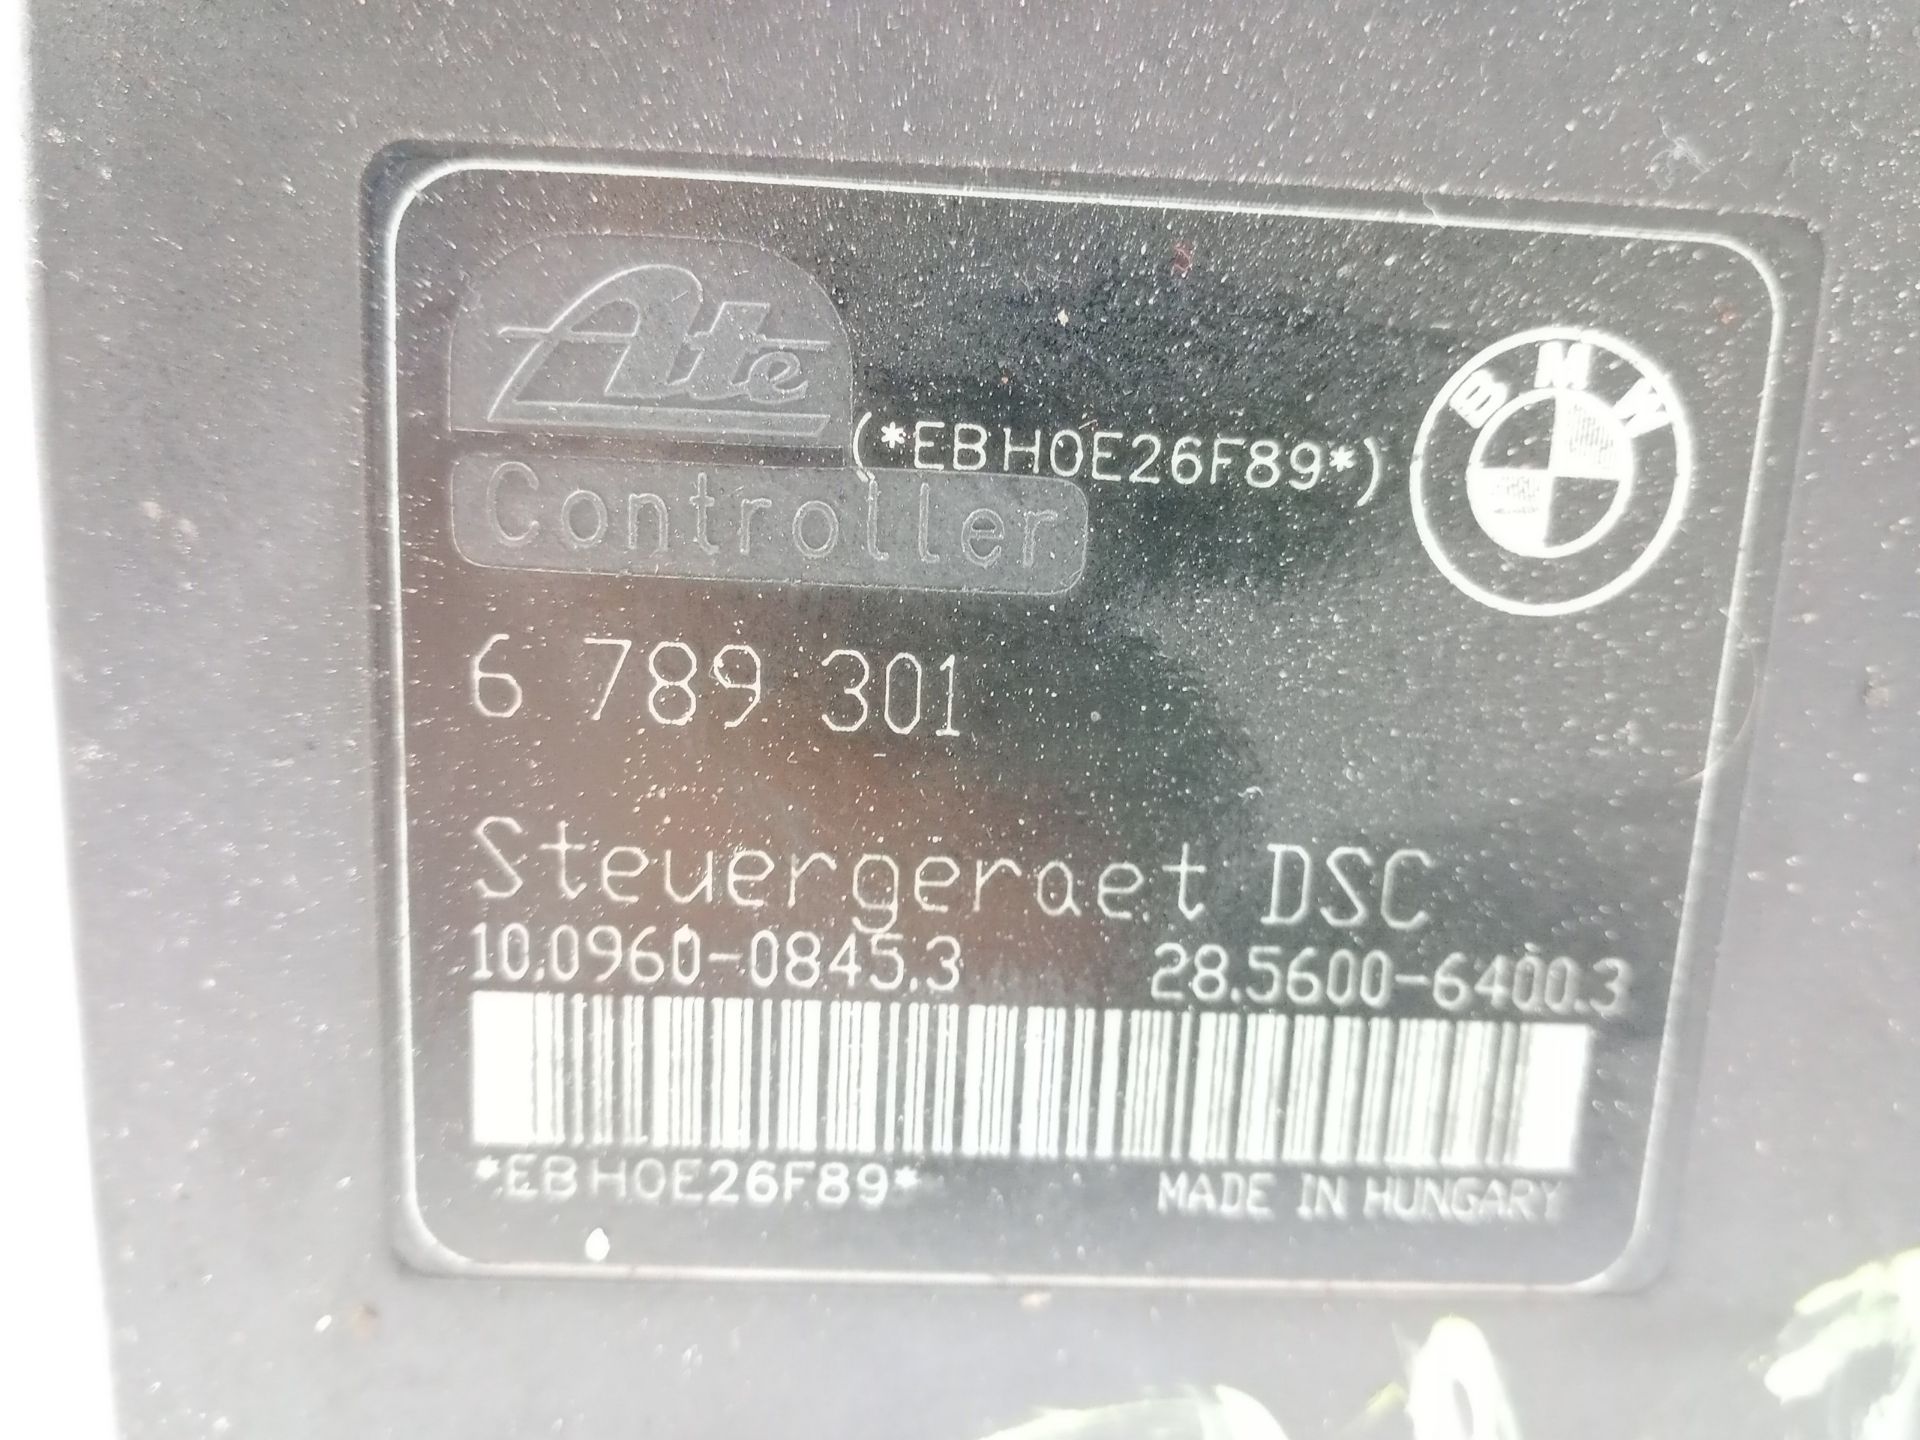 Ate
BMW
(*EBH0E26F89*)
Controller
6 789 301
Steuergeraet DSC
10.0960-0845.3 28.5600-6400.3
*EBH0E26F89* MADE IN HUNGARY